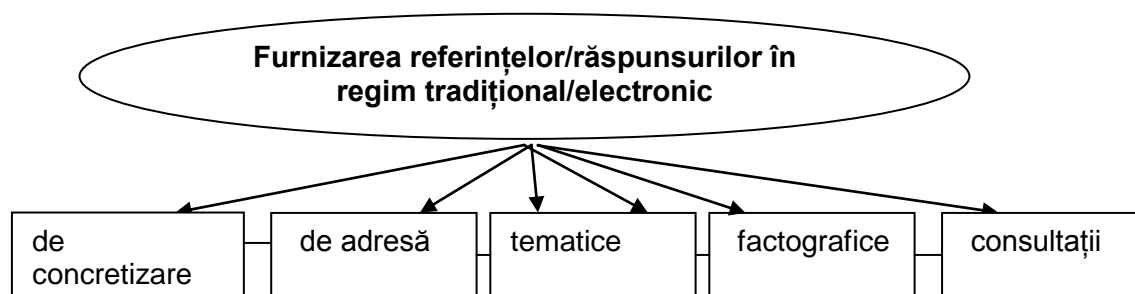 Furnizarea referințelor/răspunsurilor în
regim tradițional/electronic
de
concretizare
de adresă
tematice
factografice
consultații